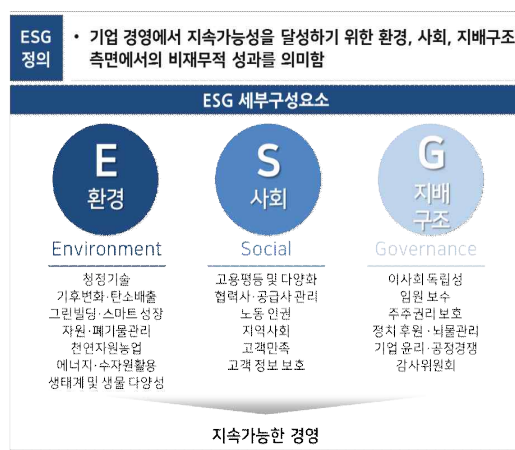 ESG
정의
• 기업 경영에서 지속가능성을 달성하기 위한 환경, 사회, 지배구조
측면에서의 비재무적 성과를 의미함
ESG 세부구성요소
E
환경
Environment
청정기술
기후변화·탄소배출
그린빌딩·스마트 성장
자원·폐기물관리
천연자원농업
에너지·수자원활용
생태계 및 생물 다양성
S
사회
Social
고용평등 및 다양화
협력사·공급사 관리
노동 인권
지역사회
고객만족
고객 정보 보호
G
지배
구조
Governance
이사회 독립성
임원 보수
주주권리 보호
정치 후원·뇌물관리
기업 윤리·공정경쟁
감사위원회
지속가능한 경영